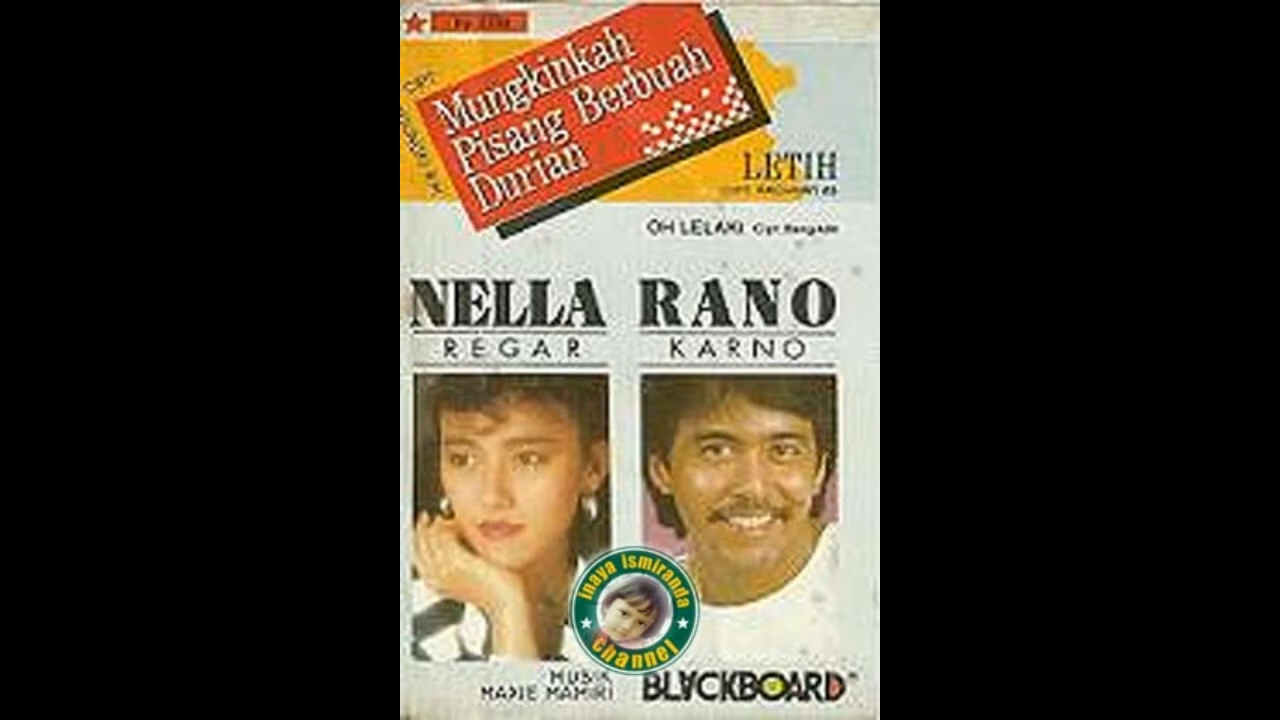 Mungkinkah
Pisang Berbuah
Durian
LETIH
OH LELAKI
NELLA RANO
REGAR KARNO
inaya ismiranda
channel
MUSIK
BLACKBOARD